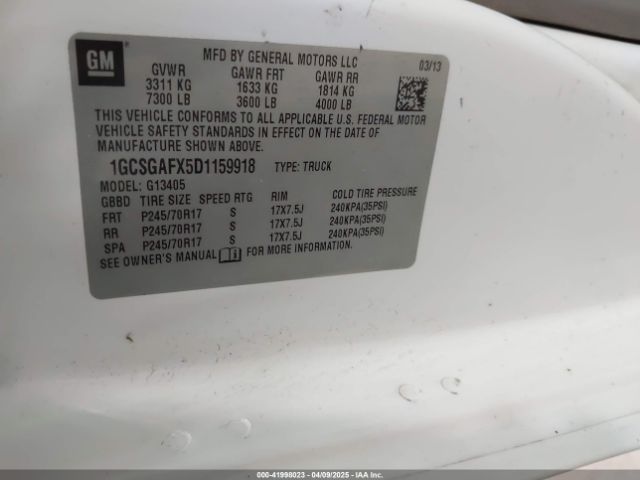 GM
MFD BY GENERAL MOTORS LLC
03/13
GVWR GAWR FRT GAWR RR
3311 KG 1633 KG 1814 KG
7300 LB 3600 LB 4000 LB
THIS VEHICLE CONFORMS TO ALL APPLICABLE U.S. FEDERAL MOTOR
VEHICLE SAFETY STANDARDS IN EFFECT ON THE DATE OF
MANUFACTURE SHOWN ABOVE.
1GCSGAFX5D1159918 TYPE: TRUCK
MODEL: G13405
GBBD TIRE SIZE SPEED RTG RIM COLD TIRE PRESSURE
FRT P245/70R17 S 17X7.5J 240KPA(35PSI)
RR P245/70R17 S 17X7.5J 240KPA(35PSI)
SPA P245/70R17 S 17X7.5J 240KPA(35PSI)
SEE OWNER'S MANUAL FOR MORE INFORMATION.
000-41998023 - 04/09/2025 - IAAI.COM